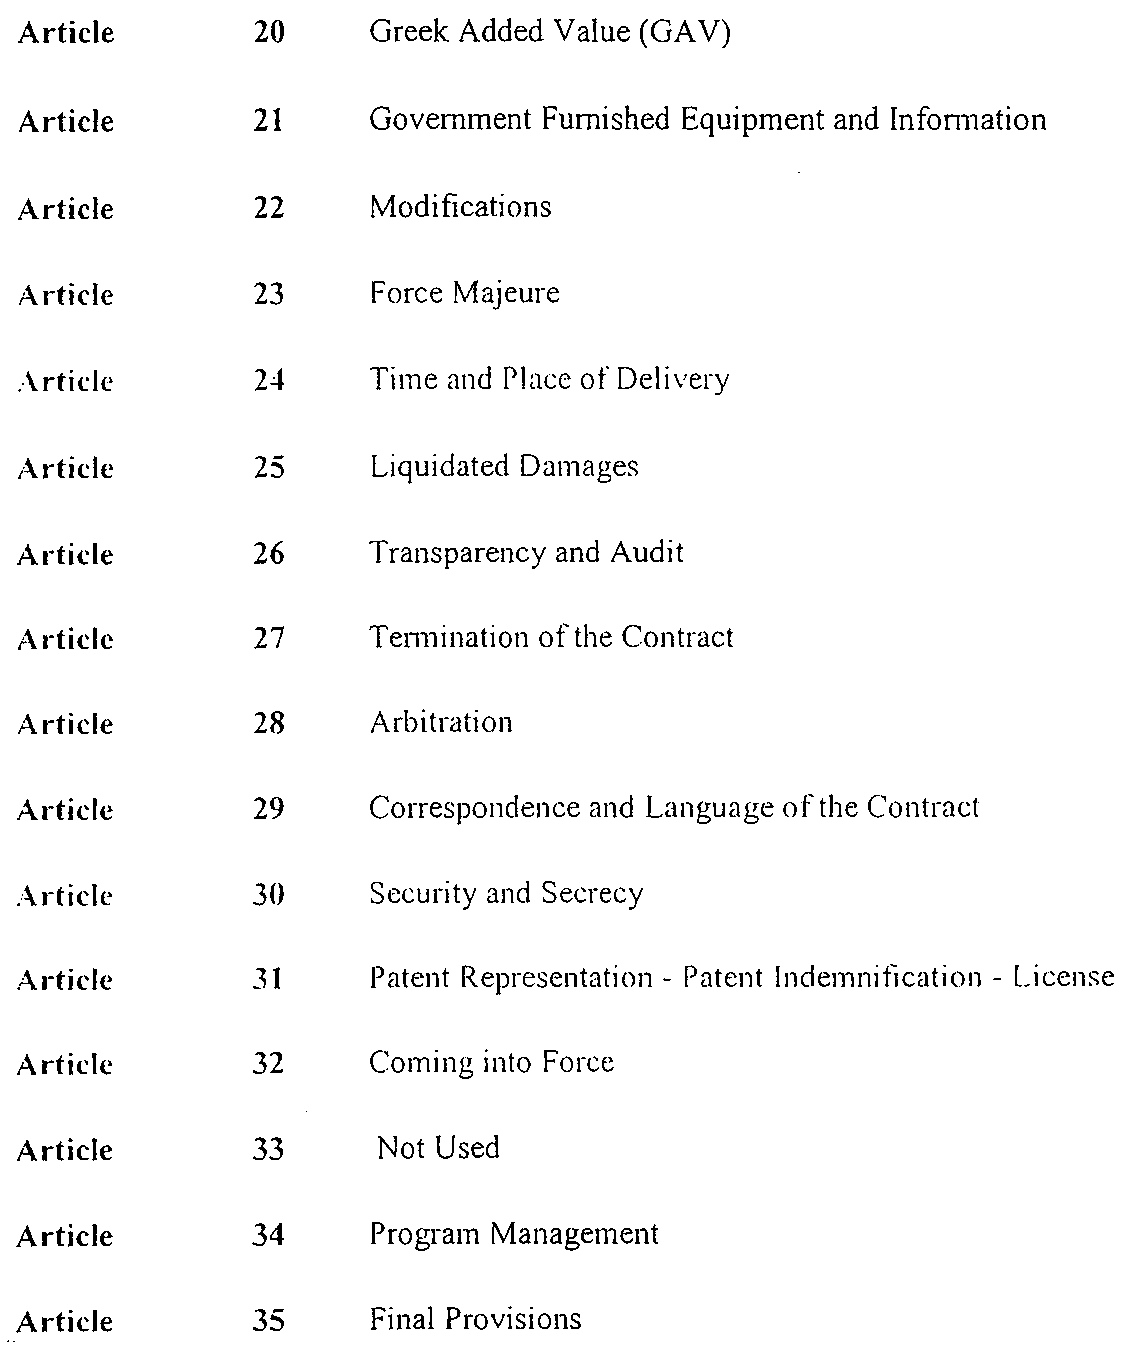 Article 20 Greek Added Value (GAV)
Article 21 Government Furnished Equipment and Information
Article 22 Modifications
Article 23 Force Majeure
Article 24 Time and Place of Delivery
Article 25 Liquidated Damages
Article 26 Transparency and Audit
Article 27 Termination of the Contract
Article 28 Arbitration
Article 29 Correspondence and Language of the Contract
Article 30 Security and Secrecy
Article 31 Patent Representation - Patent Indemnification - License
Article 32 Coming into Force
Article 33 Not Used
Article 34 Program Management
Article 35 Final Provisions